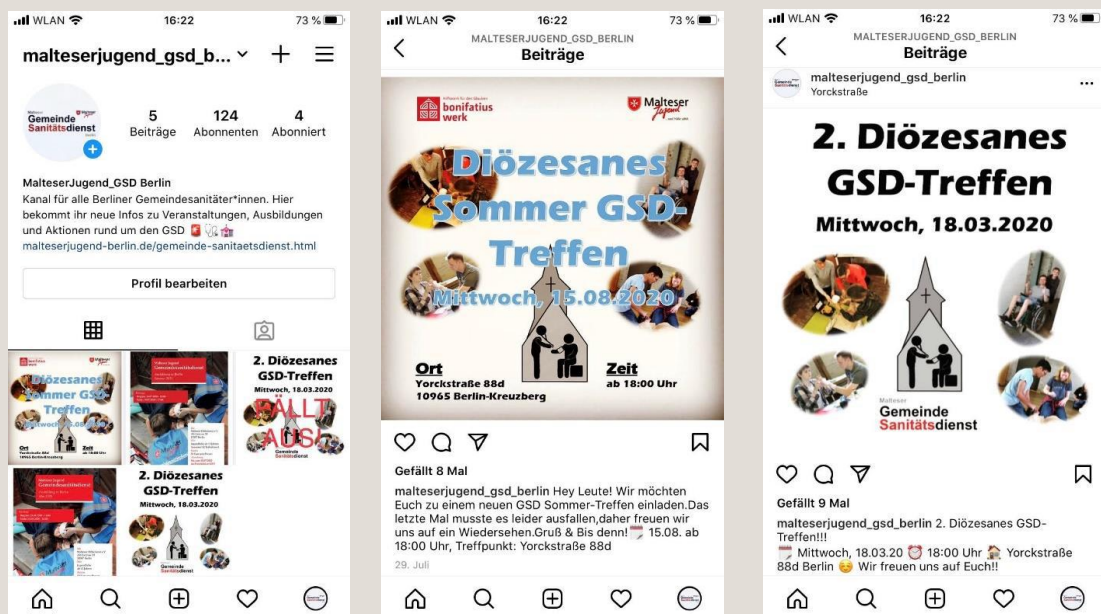 WLAN 16:22 73 %
malteserjugend_gsd_b...
Malteser
Gemeinde
Sanitätsdienst
5 124 4
Beiträge Abonnenten Abonniert
MalteserJugend_GSD Berlin
Kanal für alle Berliner Gemeindesanitäter*innen. Hier
bekommt ihr neue Infos zu Veranstaltungen, Ausbildungen
und Aktionen rund um den GSD
malteserjugend-berlin.de/gemeinde-sanitaetsdienst.html
Profil bearbeiten
Diözesanes
Sommer GSD-
Treffen
Mittwoch, 15.08.2020
Ort Zeit
2. Diözesanes
GSD-Treffen
Mittwoch, 18.03.2020
FÄLLT
AUS!
2. Diözesanes
GSD-Treffen
Mittwoch, 18.03.2020
Gemeinde
Sanitätsdienst
WLAN 16:22 73 %
MALTESERJUGEND_GSD_BERLIN
Beiträge
bonifatius
werk
Malteser
Jugend
Diözesanes
Sommer GSD-
Treffen
Mittwoch, 15.08.2020
Ort
Yorckstraße 88d
10965 Berlin-Kreuzberg
Zeit
ab 18:00 Uhr
Gefällt 8 Mal
malteserjugend_gsd_berlin Hey Leute! Wir möchten
Euch zu einem neuen GSD Sommer-Treffen einladen.Das
letzte Mal musste es leider ausfallen,daher freuen wir
uns auf ein Wiedersehen.Gruß & Bis denn! 15.08. ab
18:00 Uhr, Treffpunkt: Yorckstraße 88d
29. Juli
WLAN 16:22 73 %
MALTESERJUGEND_GSD_BERLIN
Beiträge
malteserjugend_gsd_berlin
Yorckstraße
2. Diözesanes
GSD-Treffen
Mittwoch, 18.03.2020
Malteser
Gemeinde
Sanitätsdienst
Gefällt 9 Mal
malteserjugend_gsd_berlin 2. Diözesanes GSD-
Treffen!!!
Mittwoch, 18.03.20 18:00 Uhr Yorckstraße
88d Berlin Wir freuen uns auf Euch!!